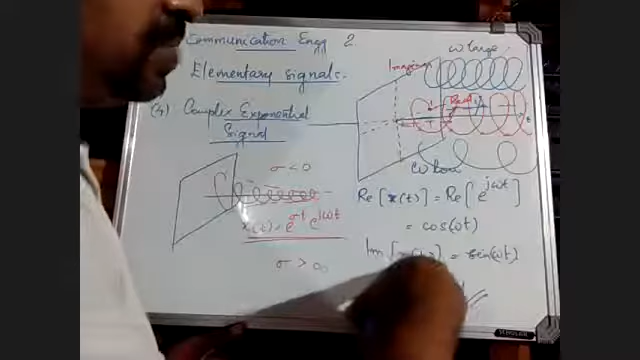 Communication Engg 2.
Elementary signals.
(4) Complex Exponential
Signal
σ < 0
x(t) = e^σt e^jωt
σ > 0
ω large
Imaginary
Real
t
ω low
Re [x(t)] = Re [e^jωt]
= cos(ωt)
Im [x(t)] = sin(ωt)